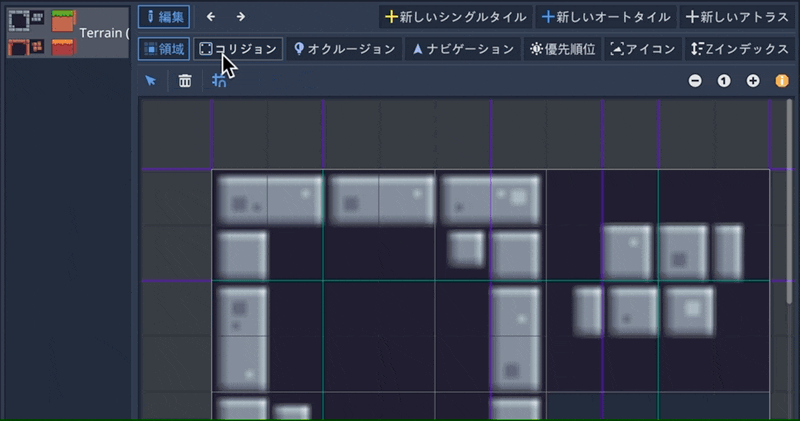 編集
新しいシングルタイル
新しいオートタイル
新しいアトラス
Terrain (
領域
コリジョン
オクルージョン
ナビゲーション
優先順位
アイコン
Zインデックス
1